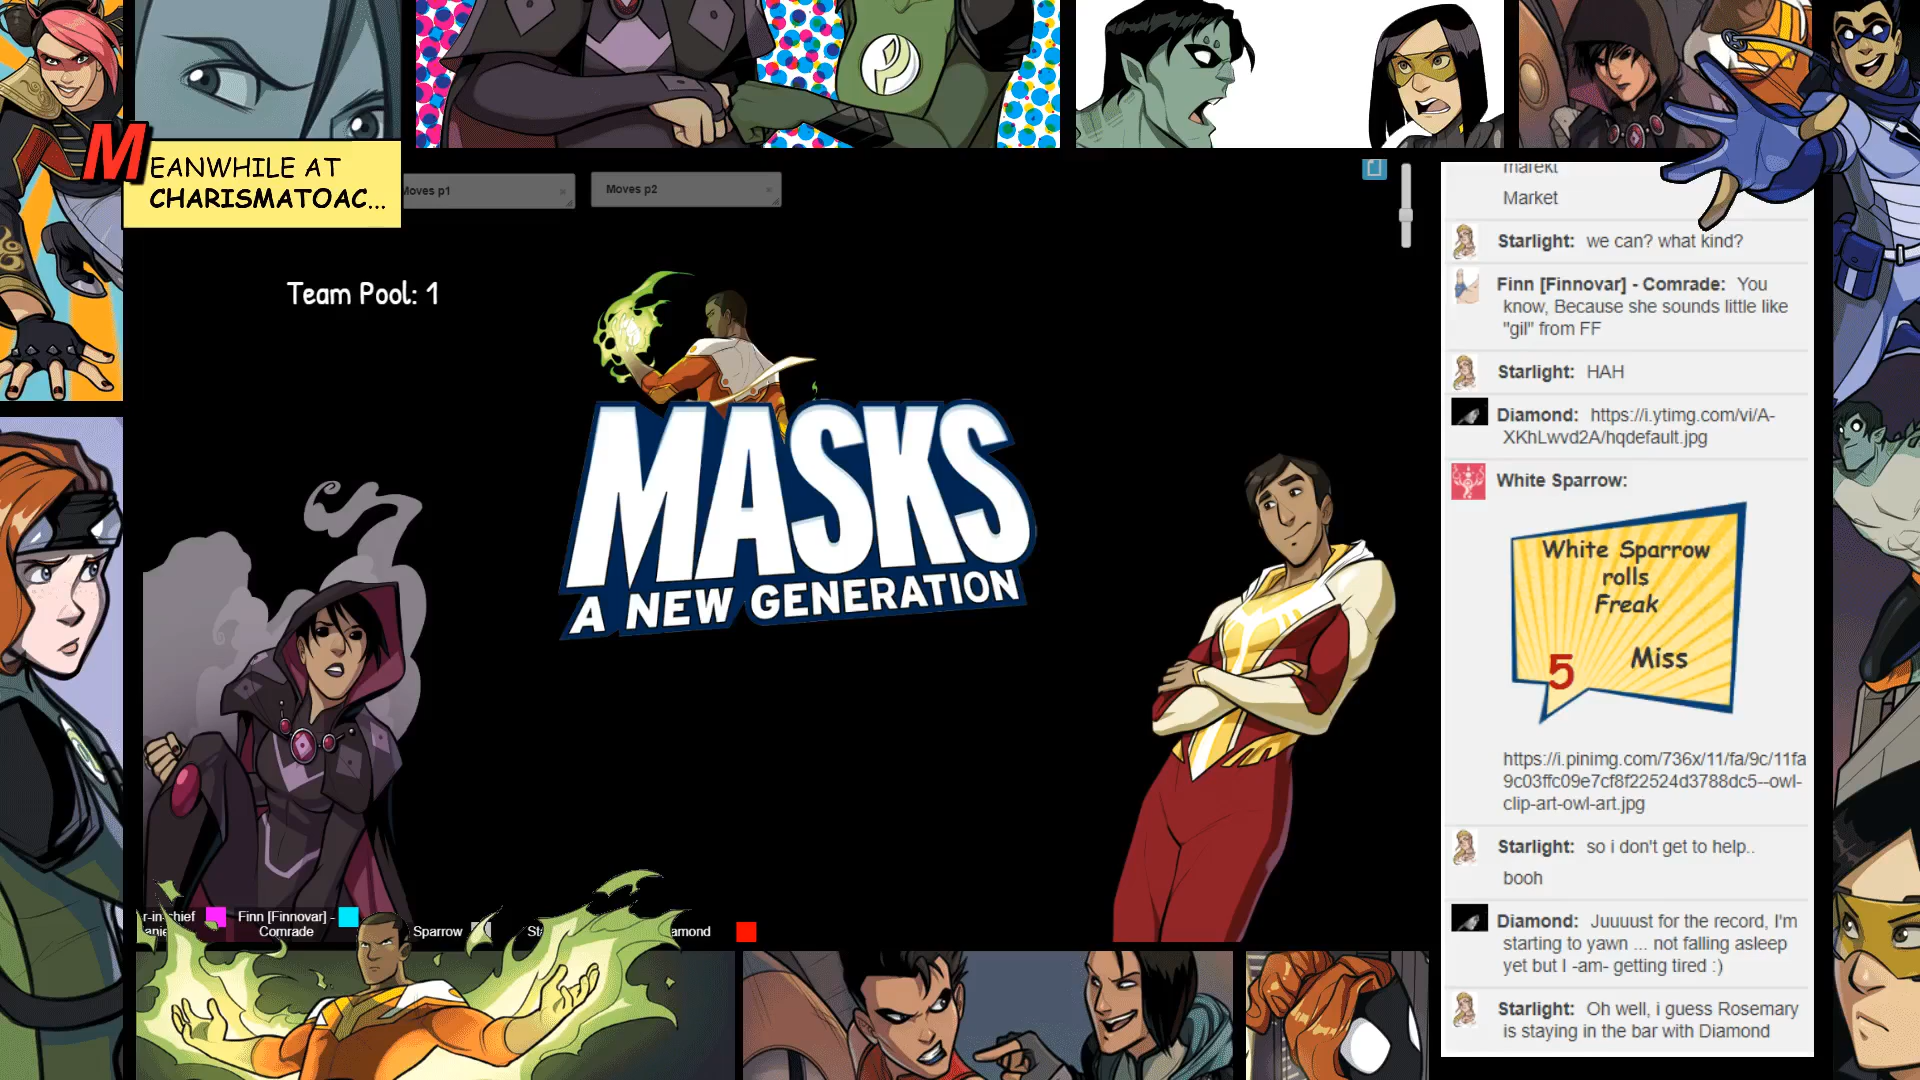 MEANWHILE AT
CHARISMATOAC...
Moves p1
Moves p2
Team Pool: 1
MASKS
A NEW GENERATION
r-in-chief
Finn [Finnovar] -
Comrade
Sparrow
St
amond
marekt
Market
Starlight: we can? what kind?
Finn [Finnovar] - Comrade: You
know, Because she sounds little like
"gil" from FF
Starlight: HAH
Diamond: https://i.ytimg.com/vi/A-
XKhLwvd2A/hqdefault.jpg
White Sparrow:
White Sparrow
rolls
Freak
5 Miss
https://i.pinimg.com/736x/11/fa/9c/11fa
9c03ffc09e7cf8f22524d3788dc5--owl-
clip-art-owl-art.jpg
Starlight: so i don't get to help..
booh
Diamond: Juuuust for the record, I'm
starting to yawn ... not falling asleep
yet but I -am- getting tired :)
Starlight: Oh well, i guess Rosemary
is staying in the bar with Diamond